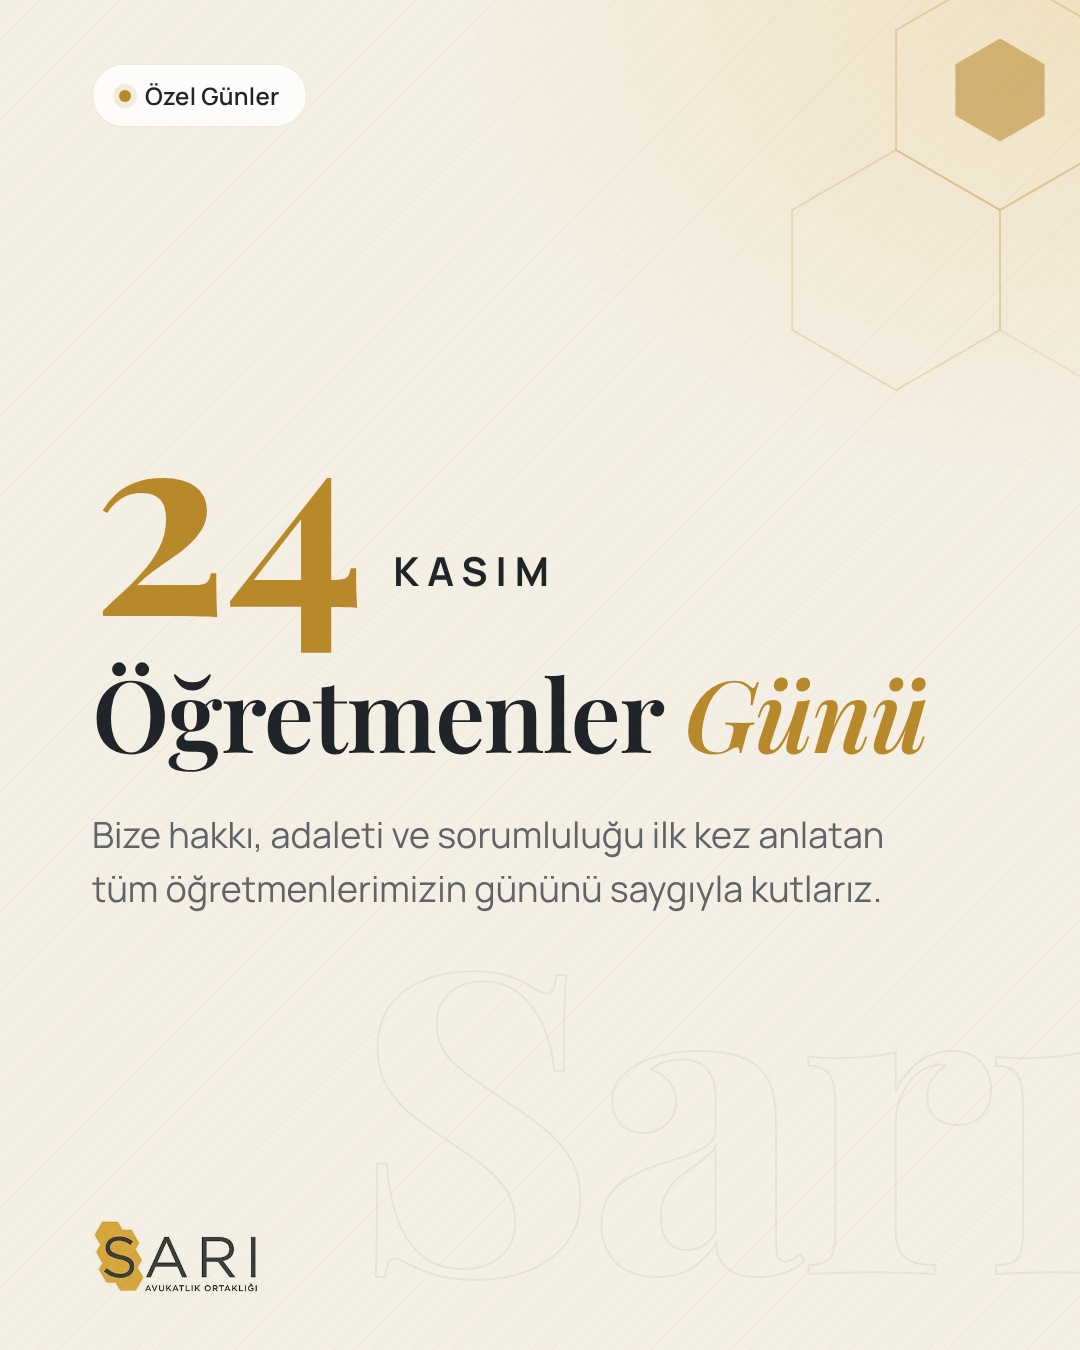 Özel Günler
24 KASIM
Öğretmenler Günü
Bize hakkı, adaleti ve sorumluluğu ilk kez anlatan
tüm öğretmenlerimizin gününü saygıyla kutlarız.
Sarı
SARI
AVUKATLIK ORTAKLIĞI